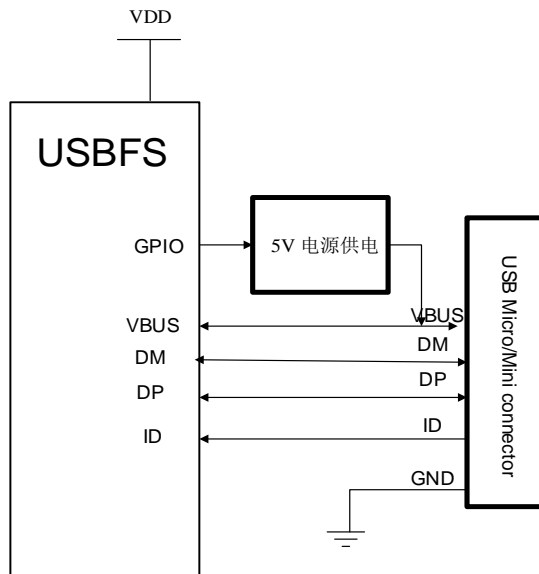 VDD
USBFS
GPIO
5V 电源供电
VBUS
VBUS
DM
DM
DP
DP
ID
ID
GND
USB Micro/Mini connector